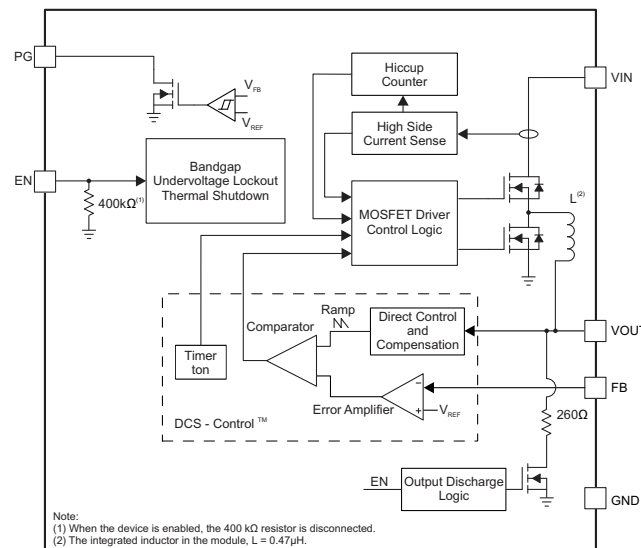 PG
Hiccup
Counter
VIN
VFB
VREF
High Side
Current Sense
EN
Bandgap
Undervoltage Lockout
Thermal Shutdown
400kΩ(1)
MOSFET Driver
Control Logic
L(2)
Ramp
Comparator
Direct Control
and
Compensation
VOUT
Timer
ton
FB
−
+
VREF
Error Amplifier
DCS - Control ™
260Ω
EN
Output Discharge
Logic
GND
Note:
(1) When the device is enabled, the 400 kΩ resistor is disconnected.
(2) The integrated inductor in the module, L = 0.47µH.